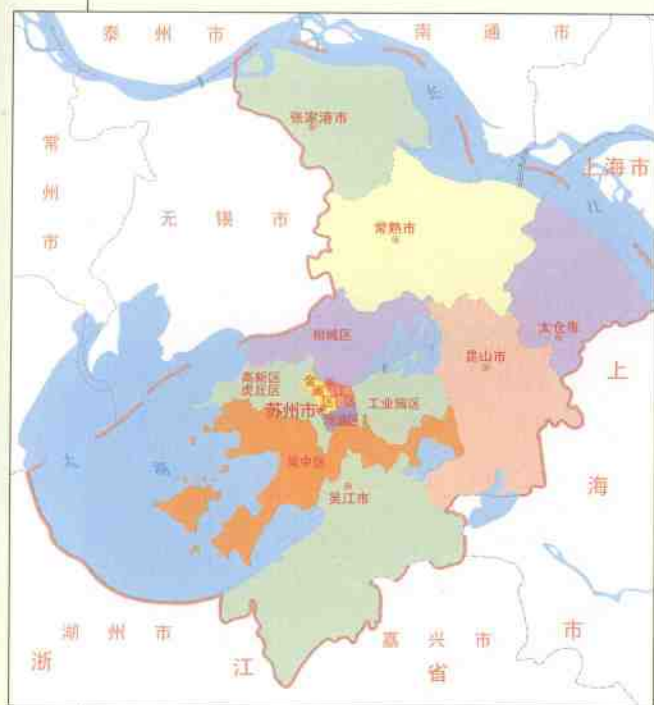 泰州市
南通市
长
张家港市
上海市
江
常州市
无锡市
常熟市
太仓市
相城区
昆山市
上
高新区
虎丘区
工业园区
苏州市
吴中区
太
湖
吴江市
海
湖州市
嘉兴市
市
浙江省